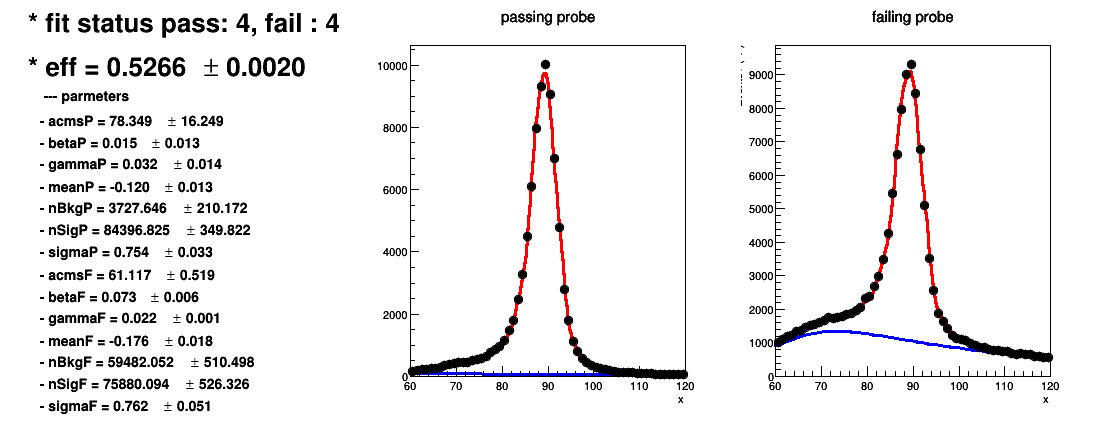 * fit status pass: 4, fail : 4
* eff = 0.5266 ± 0.0020
--- parmeters
- acmsP = 78.349 ± 16.249
- betaP = 0.015 ± 0.013
- gammaP = 0.032 ± 0.014
- meanP = -0.120 ± 0.013
- nBkgP = 3727.646 ± 210.172
- nSigP = 84396.825 ± 349.822
- sigmaP = 0.754 ± 0.033
- acmsF = 61.117 ± 0.519
- betaF = 0.073 ± 0.006
- gammaF = 0.022 ± 0.001
- meanF = -0.176 ± 0.018
- nBkgF = 59482.052 ± 510.498
- nSigF = 75880.094 ± 526.326
- sigmaF = 0.762 ± 0.051
passing probe
10000
8000
6000
4000
2000
0
60 70 80 90 100 110 120
x
failing probe
9000
8000
7000
6000
5000
4000
3000
2000
1000
0
60 70 80 90 100 110 120
x